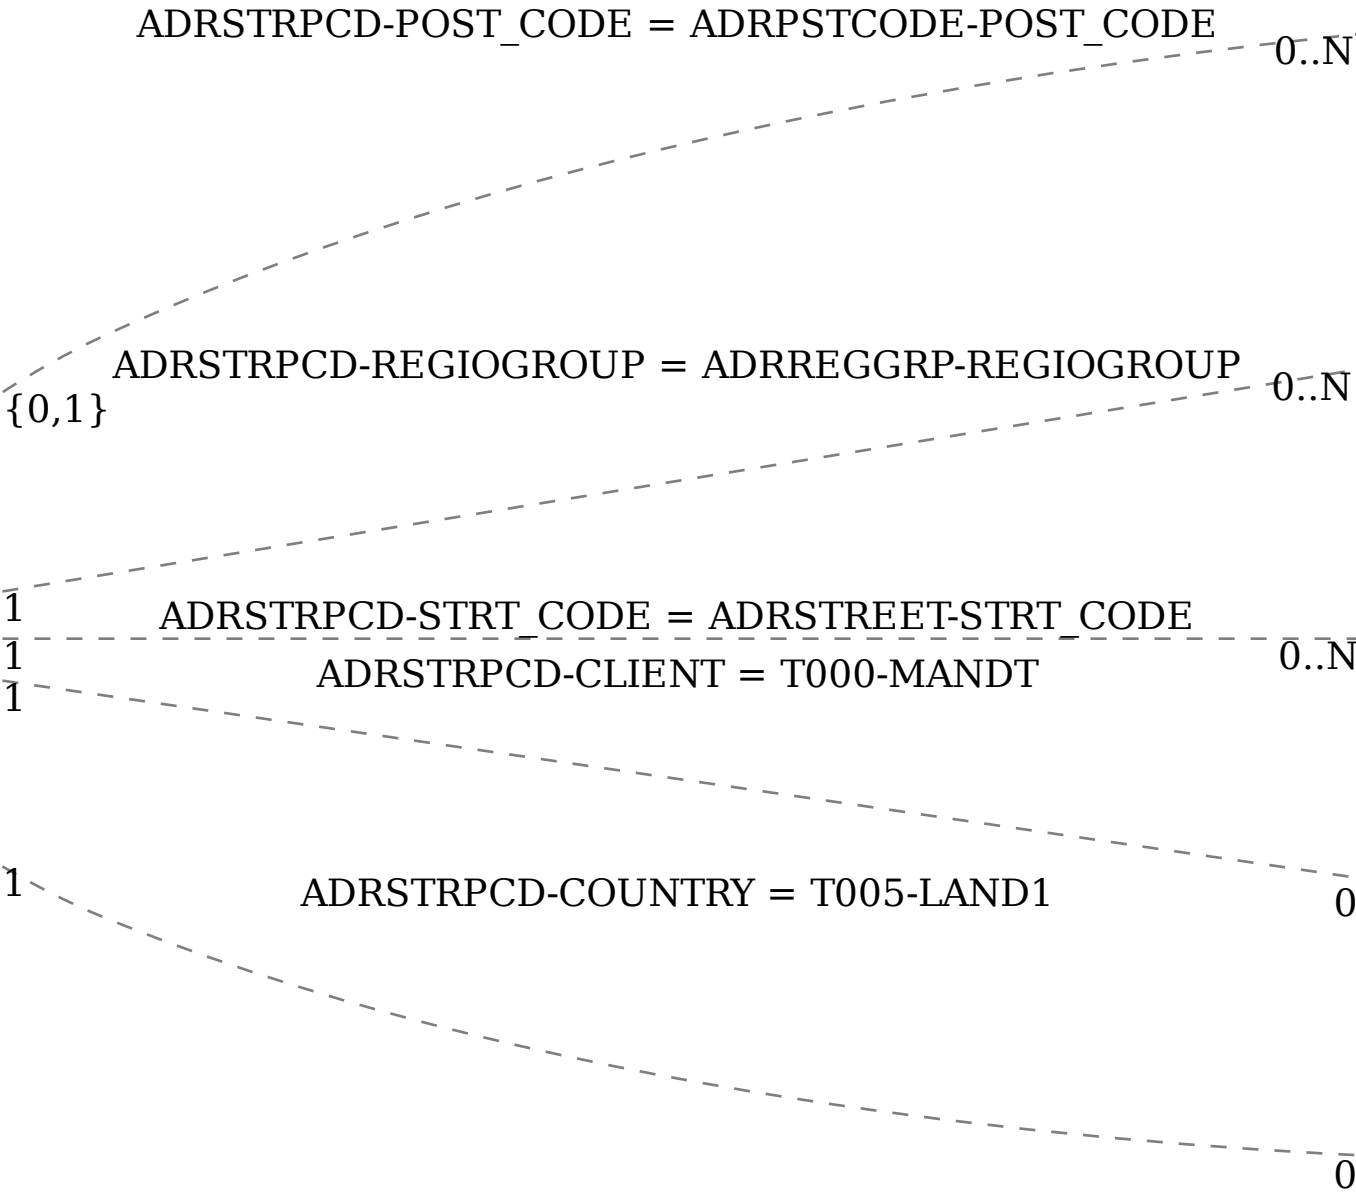 ADRSTRPCD-POST_CODE = ADRPSTCODE-POST_CODE
0..N
ADRSTRPCD-REGIOGROUP = ADRREGGRP-REGIOGROUP
0..N
{0,1}
1
ADRSTRPCD-STRT_CODE = ADRSTREET-STRT_CODE
1
0..N
ADRSTRPCD-CLIENT = T000-MANDT
1
1
ADRSTRPCD-COUNTRY = T005-LAND1
0
0